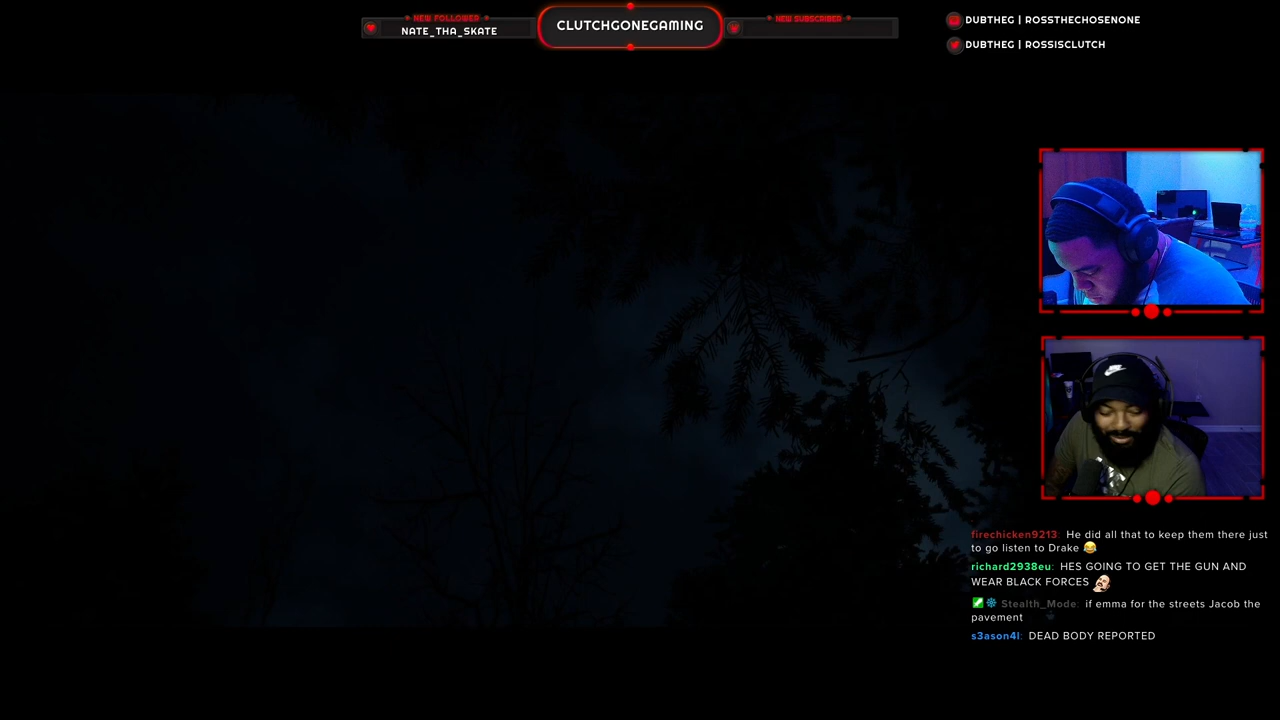 NEW FOLLOWER
NATE_THA_SKATE
CLUTCHGONEGAMING
NEW SUBSCRIBER
DUBTHEG | ROSSTHECHOSENONE
DUBTHEG | ROSSISCLUTCH
firechicken9213: He did all that to keep them there just
to go listen to Drake 😂
richard2938eu: HES GOING TO GET THE GUN AND
WEAR BLACK FORCES
Stealth_Mode: if emma for the streets Jacob the
pavement
s3ason4l: DEAD BODY REPORTED